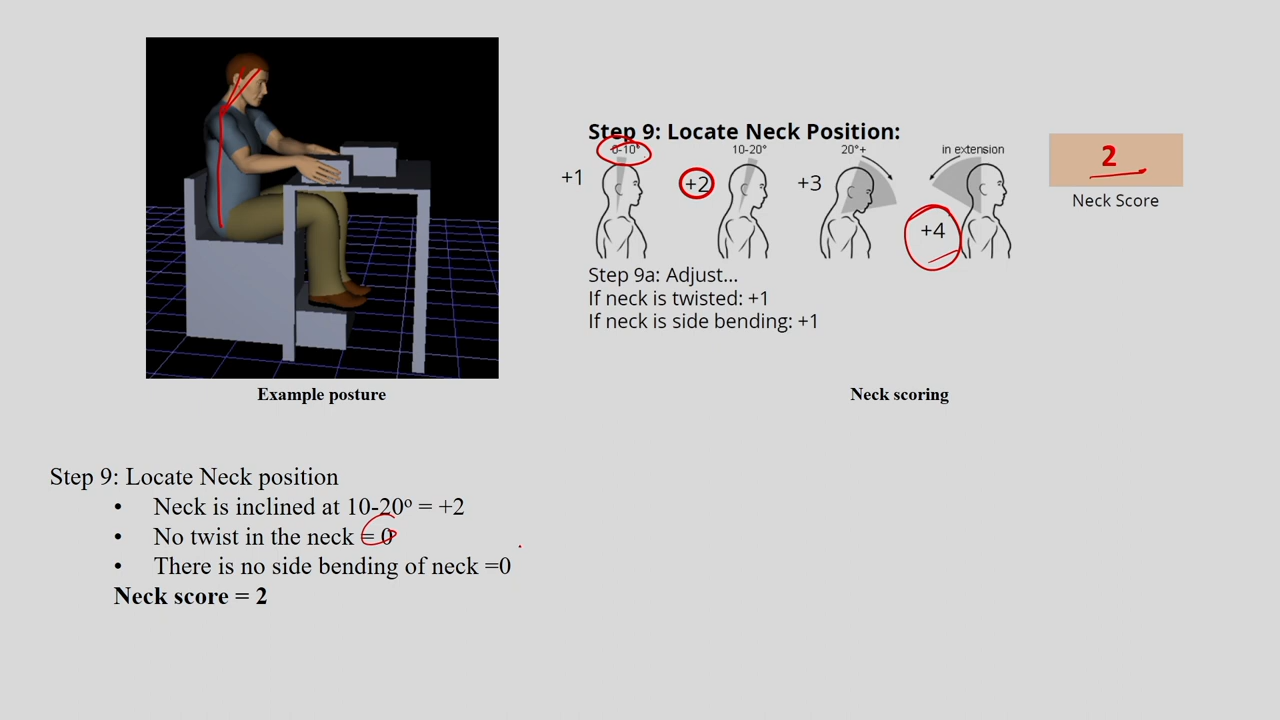 Step 9: Locate Neck Position:
0-10°
10-20°
20°+
in extension
+1
+2
+3
+4
2
Neck Score
Step 9a: Adjust...
If neck is twisted: +1
If neck is side bending: +1
Example posture
Neck scoring
Step 9: Locate Neck position
• Neck is inclined at 10-20º = +2
• No twist in the neck = 0
• There is no side bending of neck =0
Neck score = 2